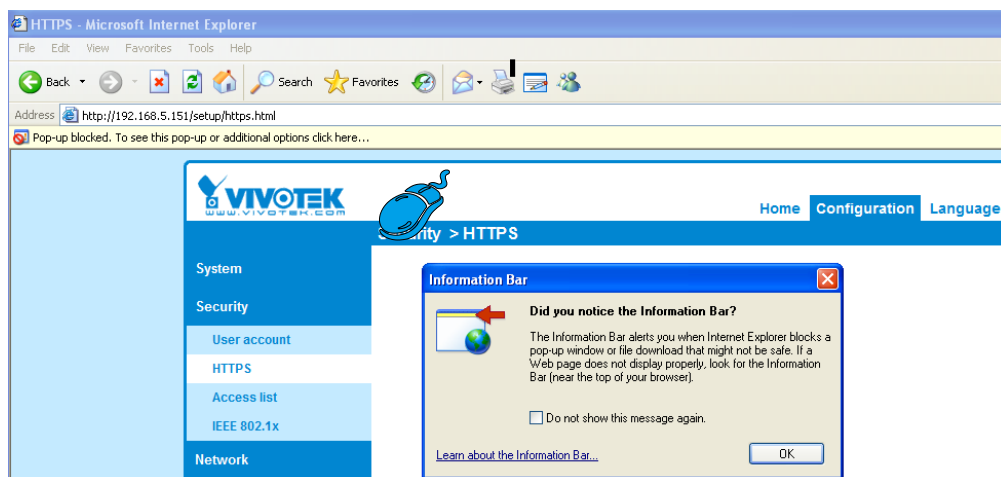 HTTPS - Microsoft Internet Explorer
File Edit View Favorites Tools Help
Back Search Favorites
Address http://192.168.5.151/setup/https.html
Pop-up blocked. To see this pop-up or additional options click here...
VIVOTEK
www.vivotek.com
Home Configuration Language
>HTTPS
System
Security
User account
HTTPS
Access list
IEEE 802.1x
Network
Information Bar
Did you notice the Information Bar?
The Information Bar alerts you when Internet Explorer blocks a
pop-up window or file download that might not be safe. If a
Web page does not display properly, look for the Information
Bar (near the top of your browser).
Do not show this message again.
Learn about the Information Bar...
OK